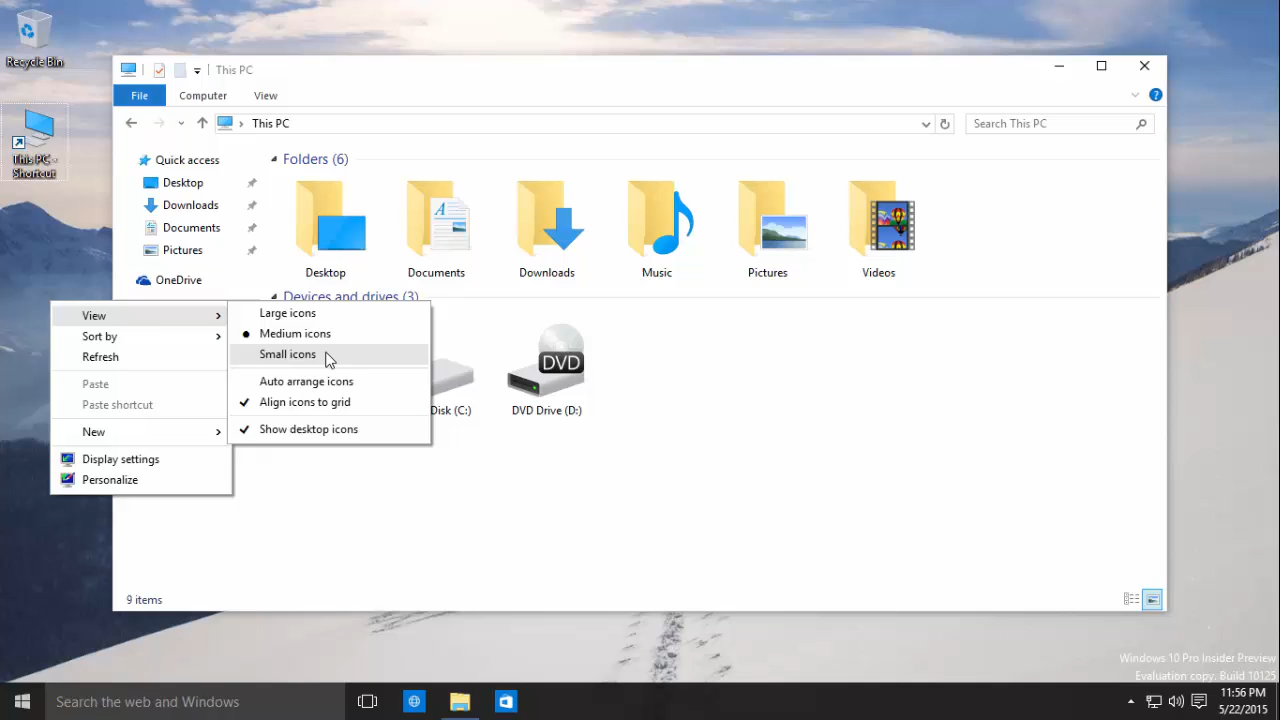 Recycle Bin
This PC -
Shortcut
This PC
File
Computer
View
This PC
Search This PC
Quick access
Desktop
Downloads
Documents
Pictures
OneDrive
Folders (6)
Desktop
Documents
Downloads
Music
Pictures
Videos
Devices and drives (3)
Disk (C:)
DVD
DVD Drive (D:)
View
Sort by
Refresh
Paste
Paste shortcut
New
Display settings
Personalize
Large icons
Medium icons
Small icons
Auto arrange icons
Align icons to grid
Show desktop icons
9 items
Windows 10 Pro Insider Preview
Evaluation copy. Build 10125
Search the web and Windows
11:56 PM
5/22/2015